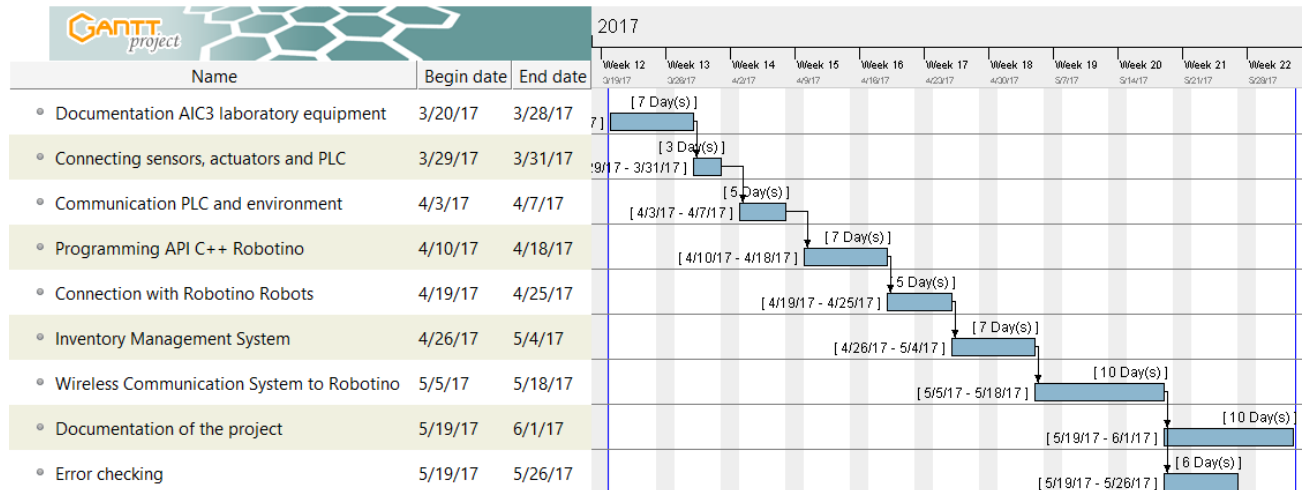 GANTT
project
2017
Week 12 Week 13 Week 14 Week 15 Week 16 Week 17 Week 18 Week 19 Week 20 Week 21 Week 22
Name Begin date End date 3/19/17 3/26/17 4/2/17 4/9/17 4/16/17 4/23/17 4/30/17 5/7/17 5/14/17 5/21/17 5/28/17
[ 7 Day(s) ]
Documentation AIC3 laboratory equipment 3/20/17 3/28/17 7 ]
[ 3 Day(s) ]
Connecting sensors, actuators and PLC 3/29/17 3/31/17 29/17 - 3/31/17 ]
[ 5 Day(s) ]
Communication PLC and environment 4/3/17 4/7/17 [ 4/3/17 - 4/7/17 ]
[ 7 Day(s) ]
Programming API C++ Robotino 4/10/17 4/18/17 [ 4/10/17 - 4/18/17 ]
[ 5 Day(s) ]
Connection with Robotino Robots 4/19/17 4/25/17 [ 4/19/17 - 4/25/17 ]
[ 7 Day(s) ]
Inventory Management System 4/26/17 5/4/17 [ 4/26/17 - 5/4/17 ]
[ 10 Day(s) ]
Wireless Communication System to Robotino 5/5/17 5/18/17 [ 5/5/17 - 5/18/17 ]
[ 10 Day(s) ]
Documentation of the project 5/19/17 6/1/17 [ 5/19/17 - 6/1/17 ]
[ 6 Day(s) ]
Error checking 5/19/17 5/26/17 [ 5/19/17 - 5/26/17 ]